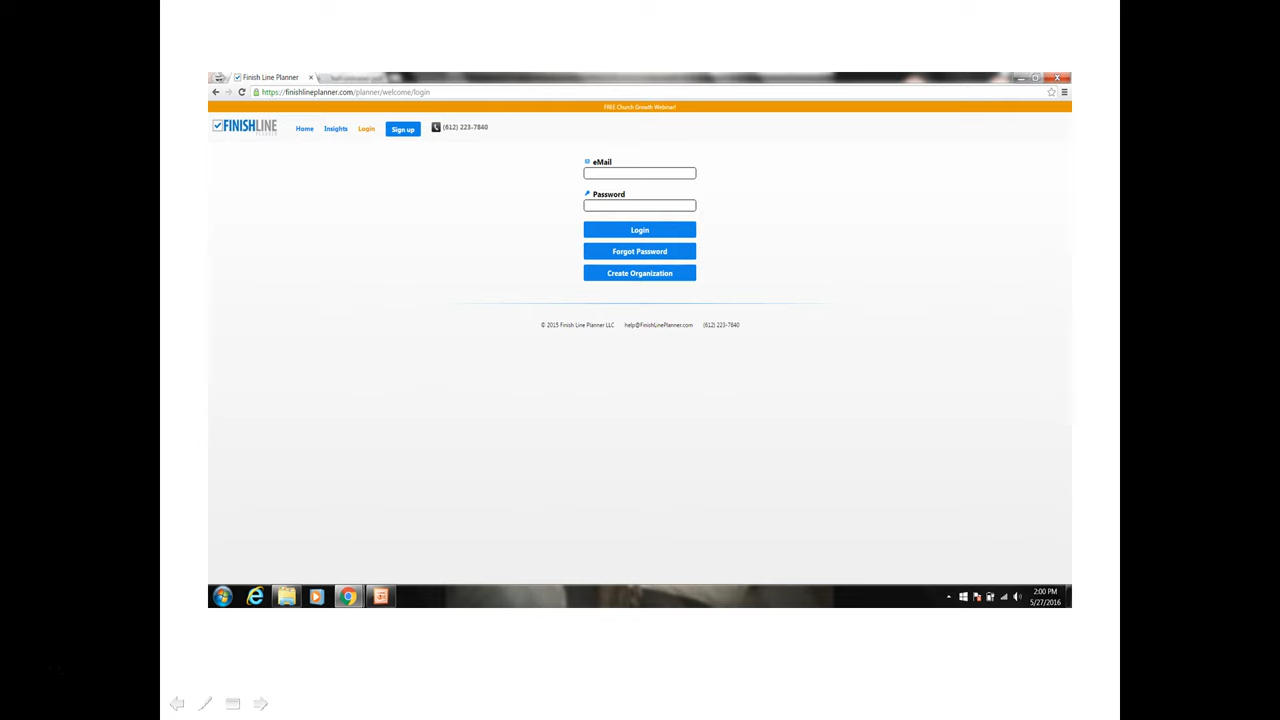 Finish Line Planner
https://finishlineplanner.com/planner/welcome/login
FREE Church Growth Webinar!
FINISHLINE
PLANNER
Home Insights Login Sign up (612) 223-7840
eMail
Password
Login
Forgot Password
Create Organization
© 2015 Finish Line Planner LLC help@FinishLinePlanner.com (612) 223-7840
2:00 PM
5/27/2016